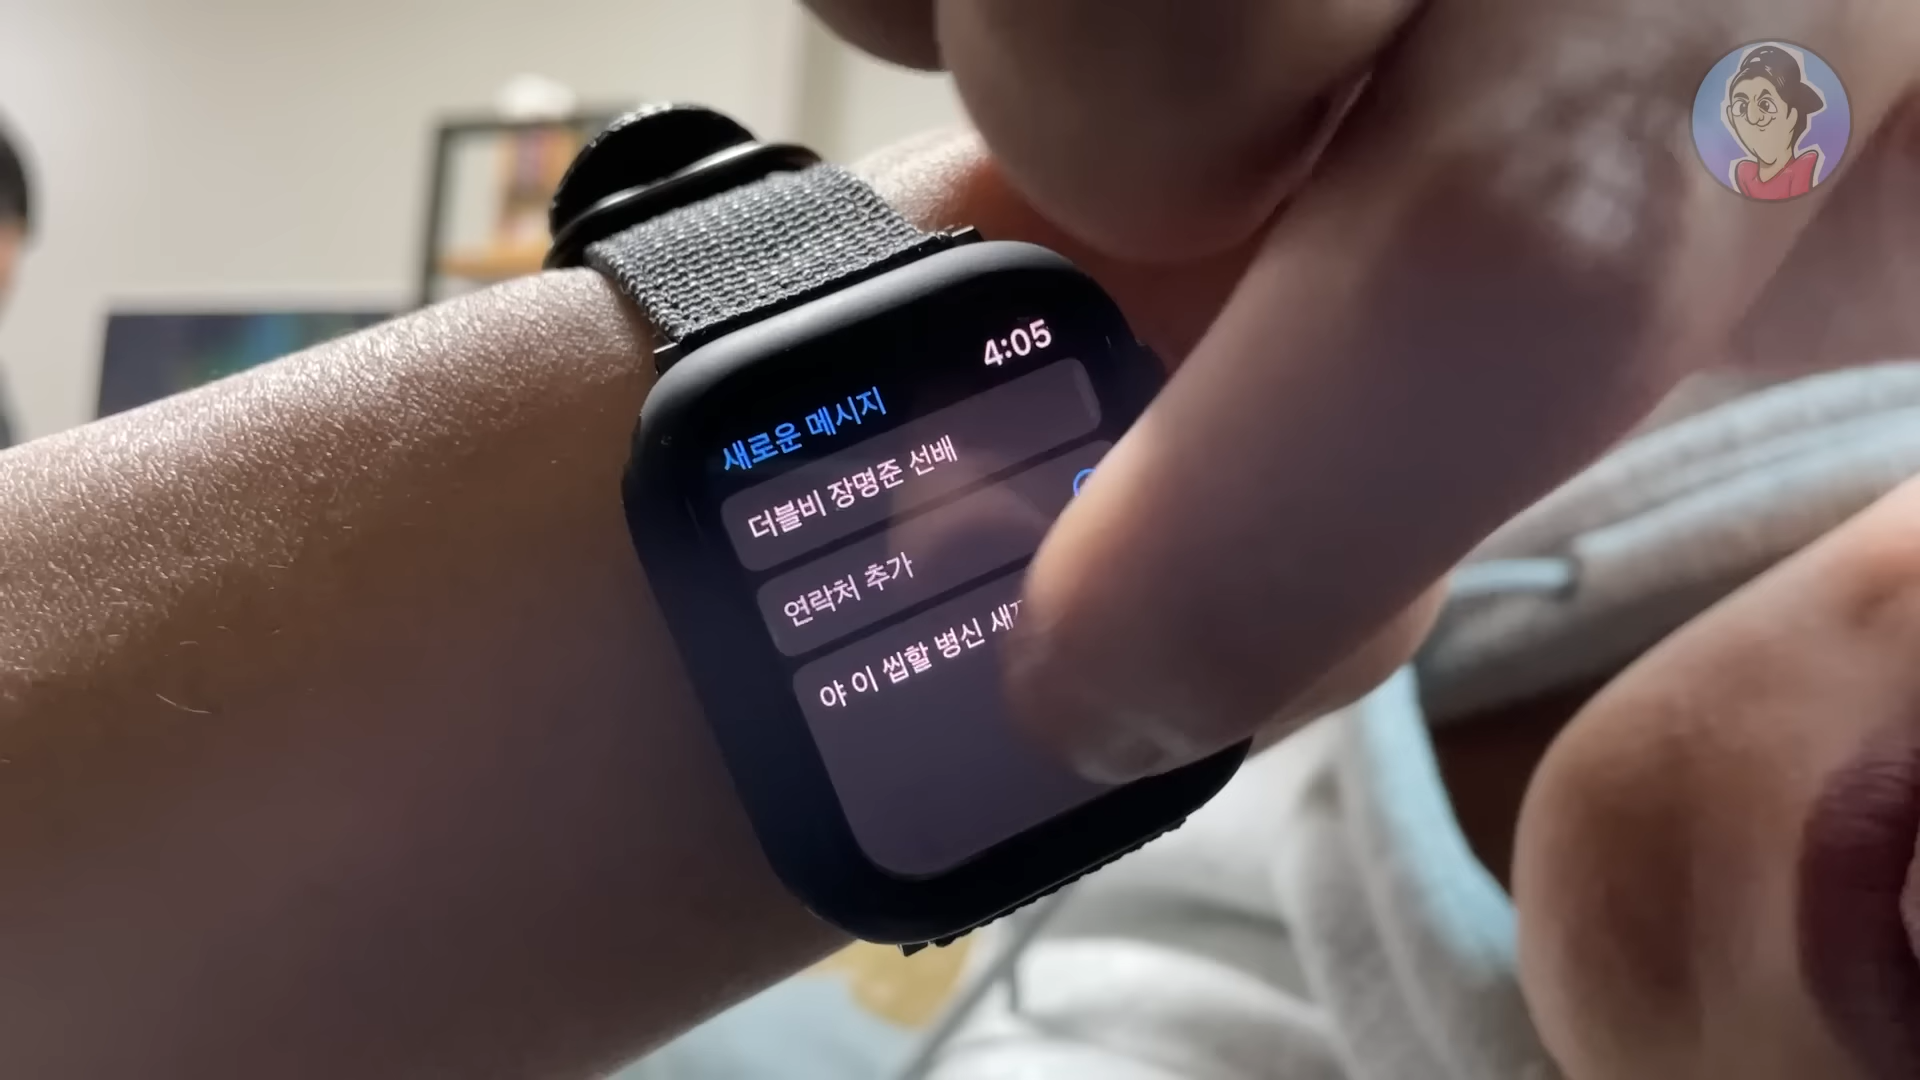 4:05
새로운 메시지
더블비 장명준 선배
연락처 추가
야 이 씹할 병신